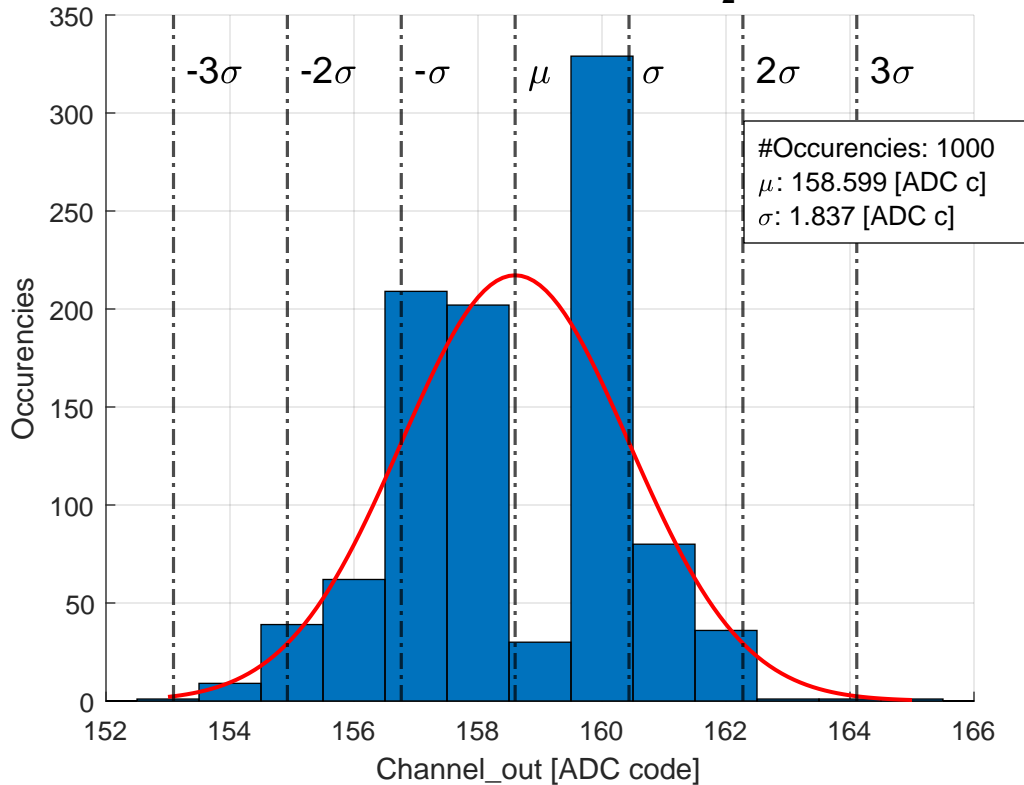 350
300
250
200
150
100
50
0
152 154 156 158 160 162 164 166
Occurencies
Channel_out [ADC code]
-3σ -2σ -σ μ σ 2σ 3σ
#Occurencies: 1000
μ: 158.599 [ADC c]
σ: 1.837 [ADC c]